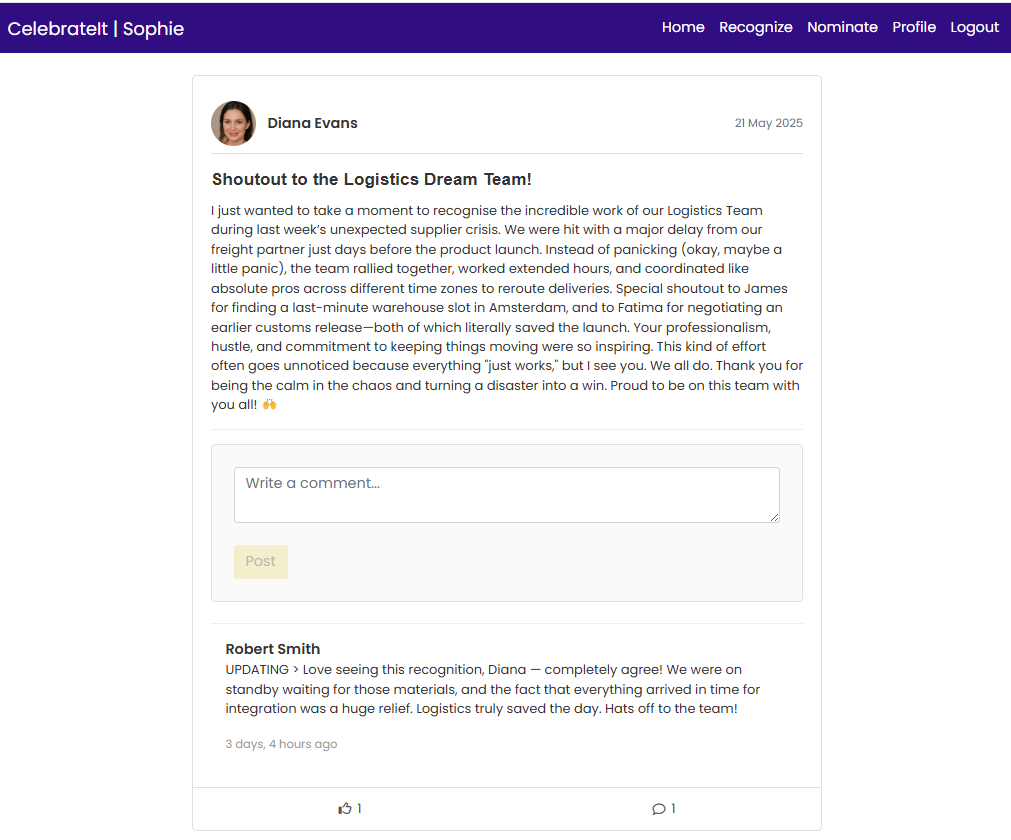 CelebrateIt | Sophie
Home Recognize Nominate Profile Logout
Diana Evans
21 May 2025
Shoutout to the Logistics Dream Team!
I just wanted to take a moment to recognise the incredible work of our Logistics Team
during last week’s unexpected supplier crisis. We were hit with a major delay from our
freight partner just days before the product launch. Instead of panicking (okay, maybe a
little panic), the team rallied together, worked extended hours, and coordinated like
absolute pros across different time zones to reroute deliveries. Special shoutout to James
for finding a last-minute warehouse slot in Amsterdam, and to Fatima for negotiating an
earlier customs release—both of which literally saved the launch. Your professionalism,
hustle, and commitment to keeping things moving were so inspiring. This kind of effort
often goes unnoticed because everything "just works," but I see you. We all do. Thank you for
being the calm in the chaos and turning a disaster into a win. Proud to be on this team with
you all! 🙌
Write a comment...
Post
Robert Smith
UPDATING > Love seeing this recognition, Diana — completely agree! We were on
standby waiting for those materials, and the fact that everything arrived in time for
integration was a huge relief. Logistics truly saved the day. Hats off to the team!
3 days, 4 hours ago
1
1